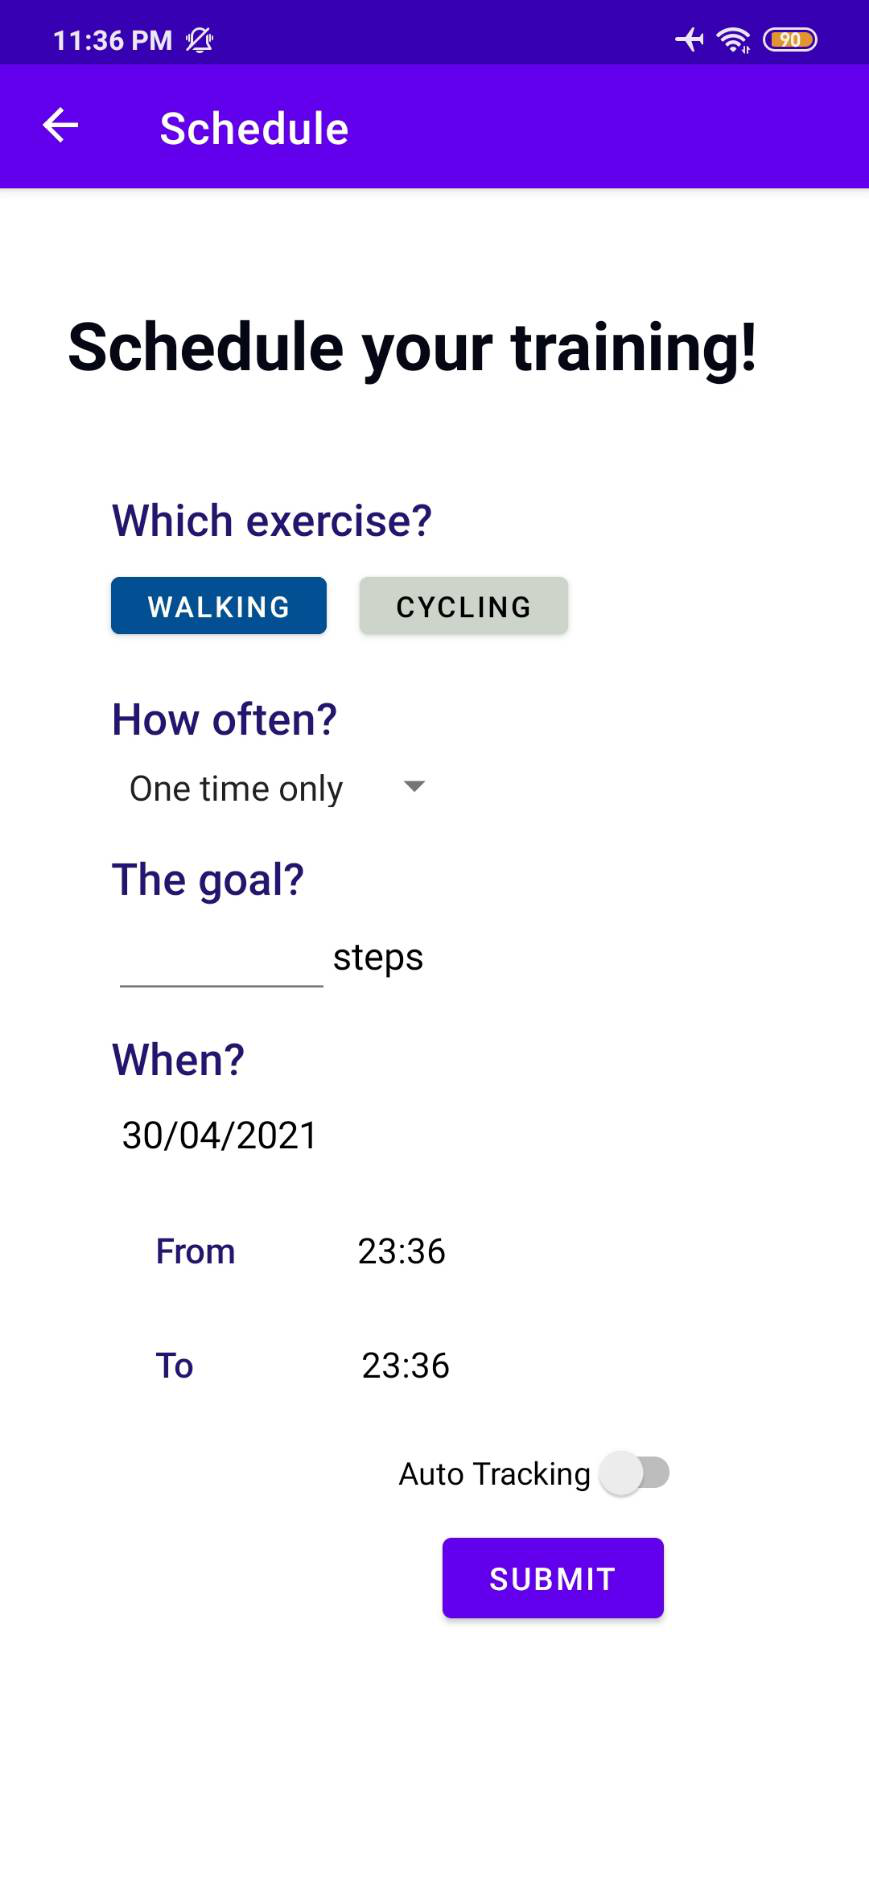 11:36 PM 90
Schedule
Schedule your training!
Which exercise?
WALKING CYCLING
How often?
One time only
The goal?
steps
When?
30/04/2021
From 23:36
To 23:36
Auto Tracking
SUBMIT